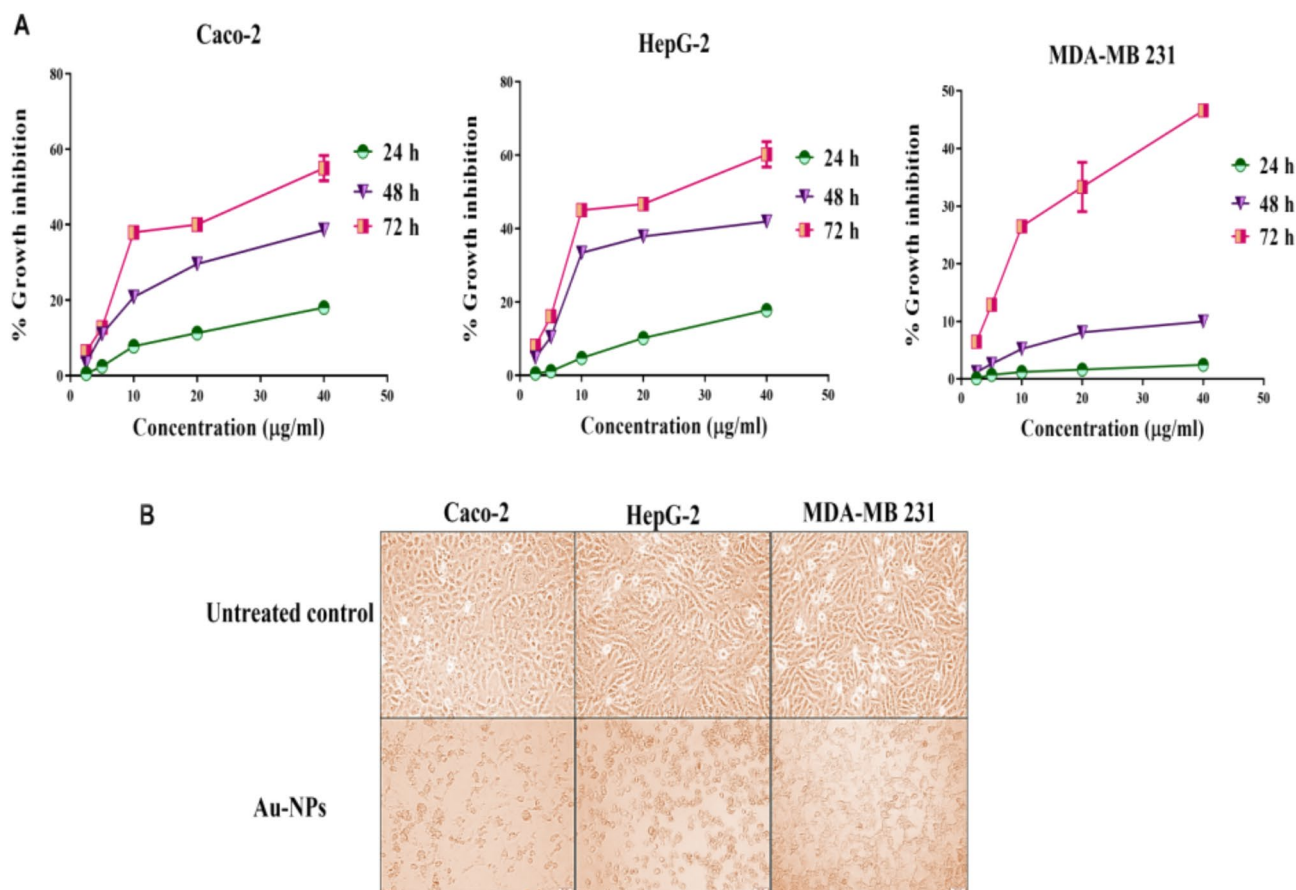 A
Caco-2
% Growth inhibition
80
60
40
20
0
0 10 20 30 40 50
Concentration (μg/ml)
24 h
48 h
72 h
HepG-2
% Growth inhibition
80
60
40
20
0
0 10 20 30 40 50
Concentration (μg/ml)
24 h
48 h
72 h
MDA-MB 231
% Growth inhibition
50
40
30
20
10
0
0 10 20 30 40 50
Concentration (μg/ml)
24 h
48 h
72 h
B
Caco-2 HepG-2 MDA-MB 231
Untreated control
Au-NPs